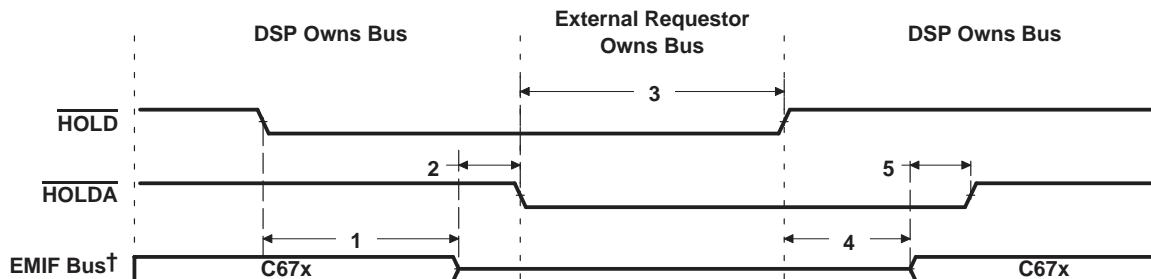 DSP Owns Bus
External Requestor
Owns Bus
DSP Owns Bus
3
HOLD
2
5
HOLDA
1
4
EMIF Bus†
C67x
C67x